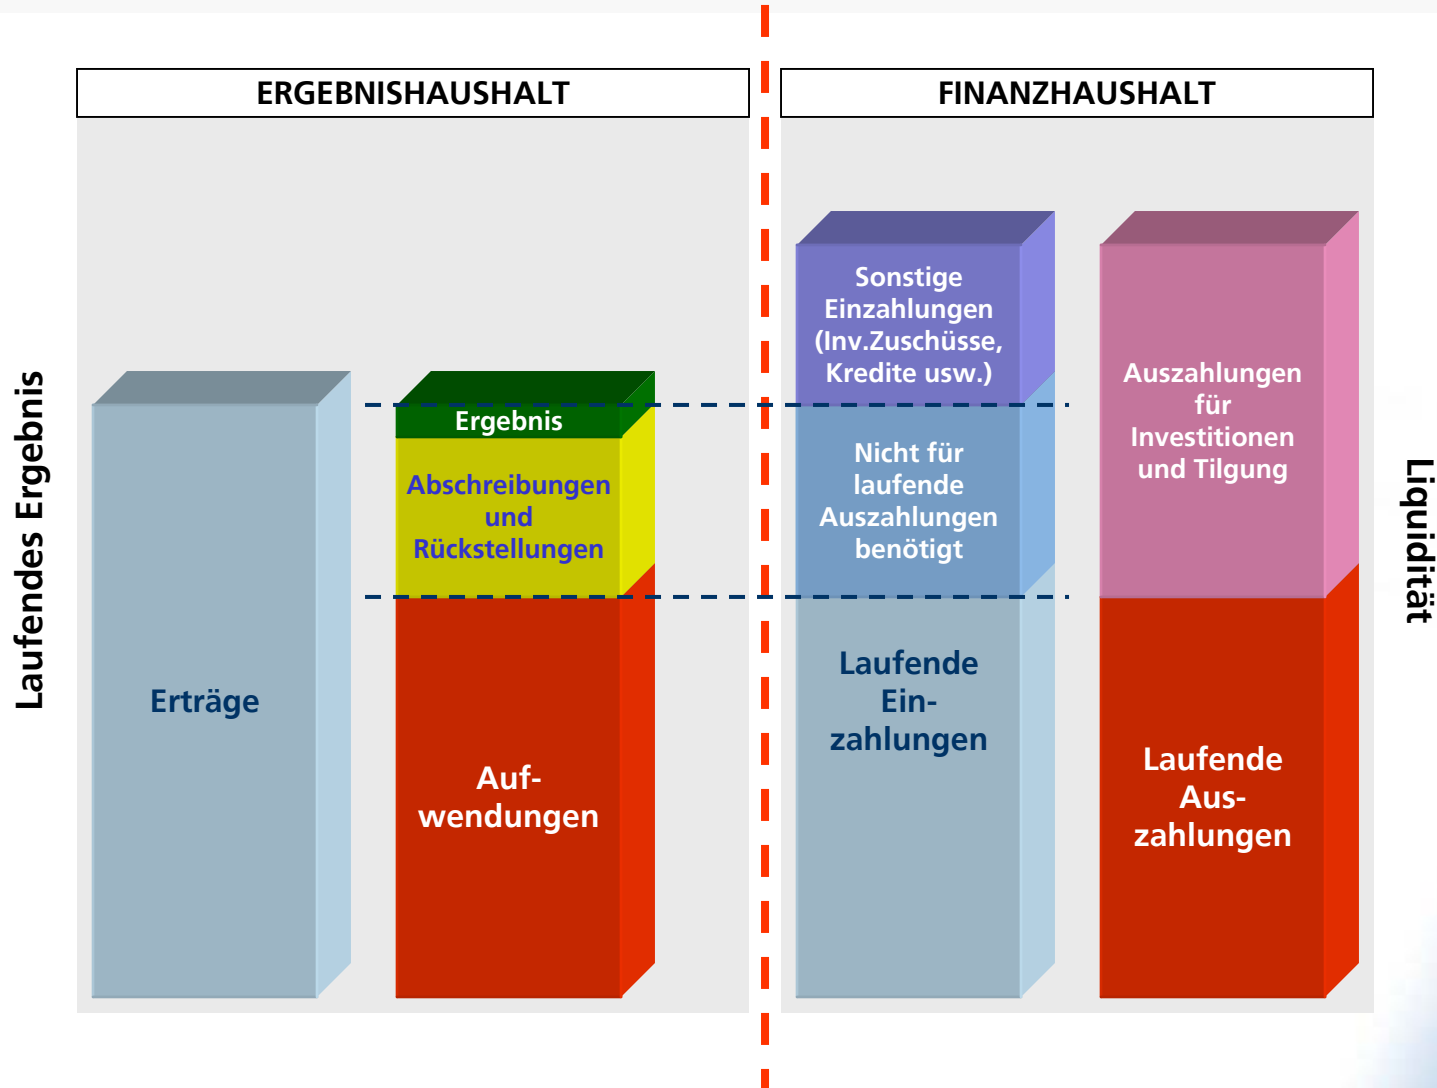 ERGEBNISHAUSHALT
FINANZHAUSHALT
Laufendes Ergebnis
Erträge
Ergebnis
Abschreibungen
und
Rückstellungen
Auf-
wendungen
Sonstige
Einzahlungen
(Inv.Zuschüsse,
Kredite usw.)
Nicht für
laufende
Auszahlungen
benötigt
Laufende
Ein-
zahlungen
Auszahlungen
für
Investitionen
und Tilgung
Laufende
Aus-
zahlungen
Liquidität